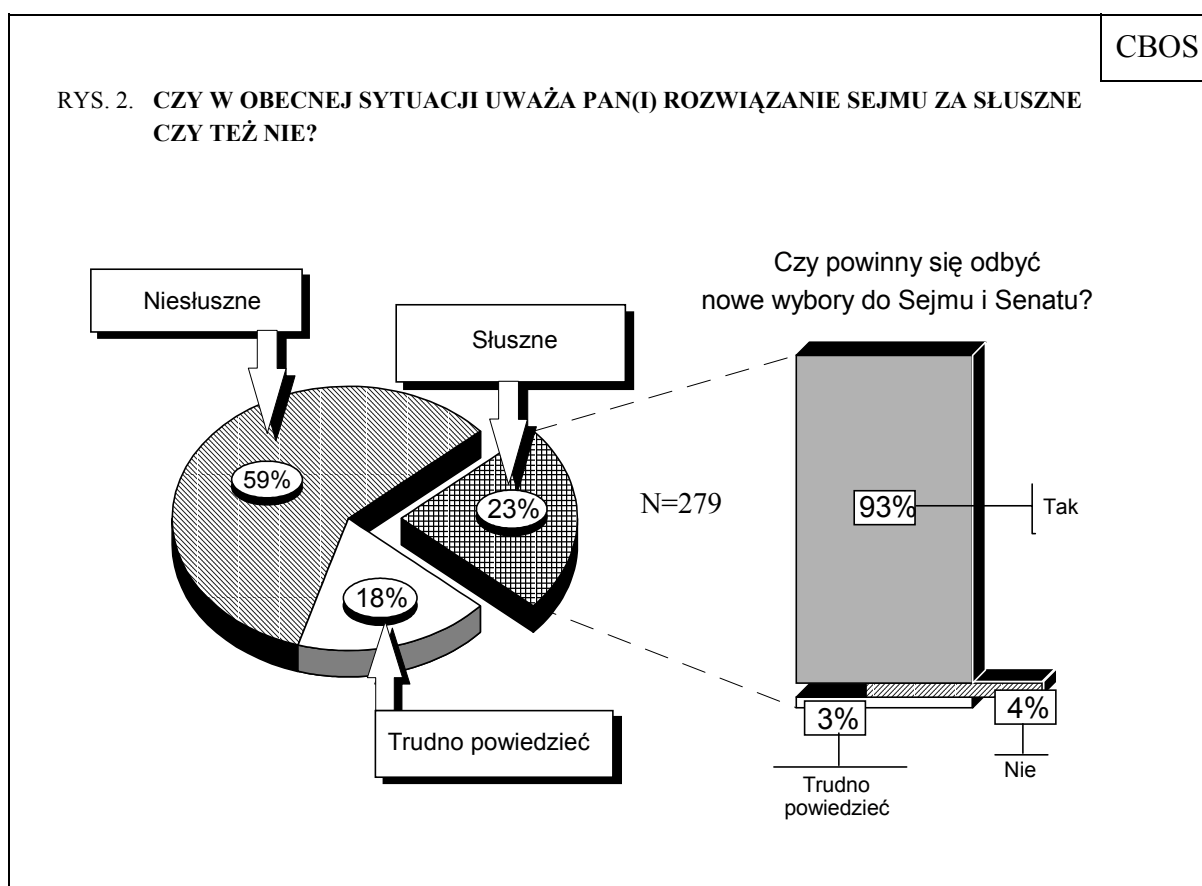 CBOS
RYS. 2. CZY W OBECNEJ SYTUACJI UWAŻA PAN(I) ROZWIĄZANIE SEJMU ZA SŁUSZNE
CZY TEŻ NIE?
Czy powinny się odbyć
nowe wybory do Sejmu i Senatu?
Niesłuszne
Słuszne
59%
23%
N=279
93%
Tak
18%
Trudno powiedzieć
3%
4%
Nie
Trudno
powiedzieć